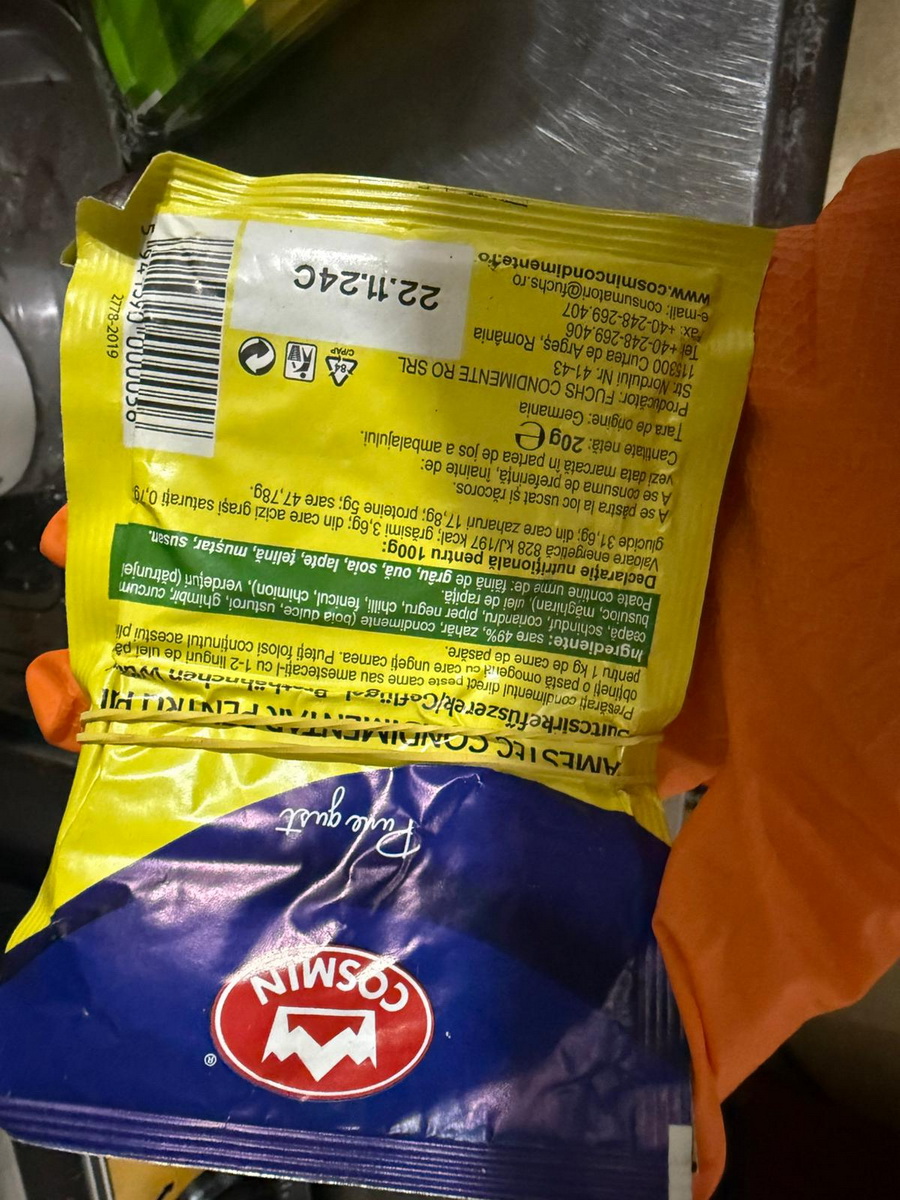 COSMIN
®
Pure gust
AMESTEC CONDIMENTAR PENTRU
Presărați condimentul direct peste carne sau amestecați-l cu 1-2 linguri de ulei
obțineți o pastă omogenă cu care ungeți carnea. Puteți folosi conținutul acestui
pentru 1 kg de carne de pasăre.
Ingrediente: sare 49%, zahăr, condimente (boia dulce, usturoi, ghimbir, curcum
ceapă, schinduf, coriandru, piper negru, chilli, fenicul, chimion), verdețuri (pătrunjel
busuioc, măghiran), ulei de rapiță.
Poate conține urme de: făină de grâu, ouă, soia, lapte, țelină, muștar, susan.
Declarație nutrițională pentru 100g:
Valoare energetică 828 kJ/197 kcal; grăsimi 3,6g; din care acizi grași saturați 0,7g
glucide 31,6g; din care zaharuri 17,8g; proteine 5g; sare 47,78g.
A se păstra la loc uscat și răcoros.
A se consuma de preferință, înainte de:
vezi data marcată în partea de jos a ambalajului.
Cantitate netă: 20g e
Țara de origine: Germania
Producător: FUCHS CONDIMENTE RO SRL
Str. Nordului Nr. 41-43
115300 Curtea de Argeș, România
Tel +40-248-269.406
Fax: +40-248-269.407
e-mail: consumatori@fuchs.ro
www.cosmincondimente.ro
84
C/PAP
22.11.24C
2778-2019